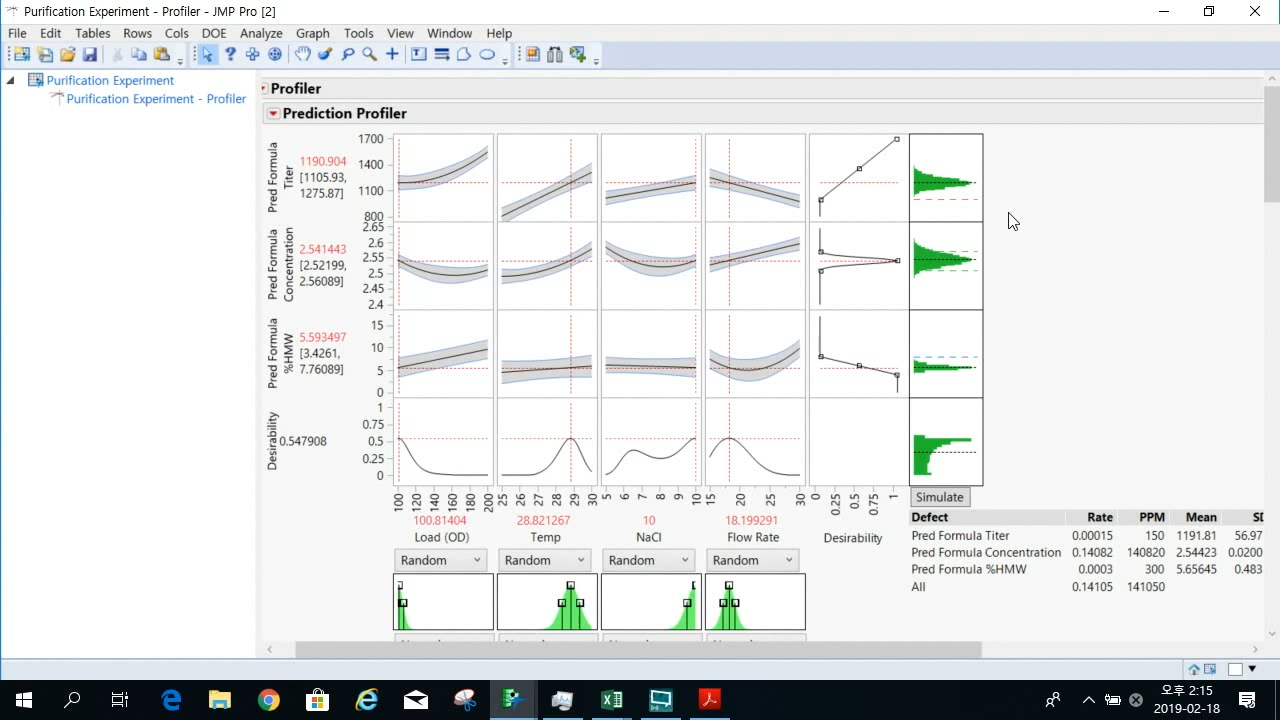 Purification Experiment - Profiler - JMP Pro [2]
File Edit Tables Rows Cols DOE Analyze Graph Tools View Window Help
Purification Experiment
Purification Experiment - Profiler
Profiler
Prediction Profiler
Pred Formula Titer
1190.904
[1105.93, 1275.87]
1700
1400
1100
800
Pred Formula Concentration
2.541443
[2.52199, 2.56089]
2.65
2.6
2.55
2.5
2.45
2.4
Pred Formula %HMW
5.593497
[3.4261, 7.76089]
15
10
5
0
Desirability
0.547908
1
0.75
0.5
0.25
0
100 120 140 160 180 200
25 26 27 28 29 30
5 6 7 8 9 10
15 20 25 30
0 0.25 0.5 0.75 1
100.81404 28.821267 10 18.199291
Load (OD) Temp NaCl Flow Rate Desirability
Random Random Random Random
Simulate
Defect Rate PPM Mean SD
Pred Formula Titer 0.00015 150 1191.81 56.97
Pred Formula Concentration 0.14082 140820 2.54423 0.0200
Pred Formula %HMW 0.0003 300 5.65645 0.483
All 0.14105 141050
오후 2:15
2019-02-18